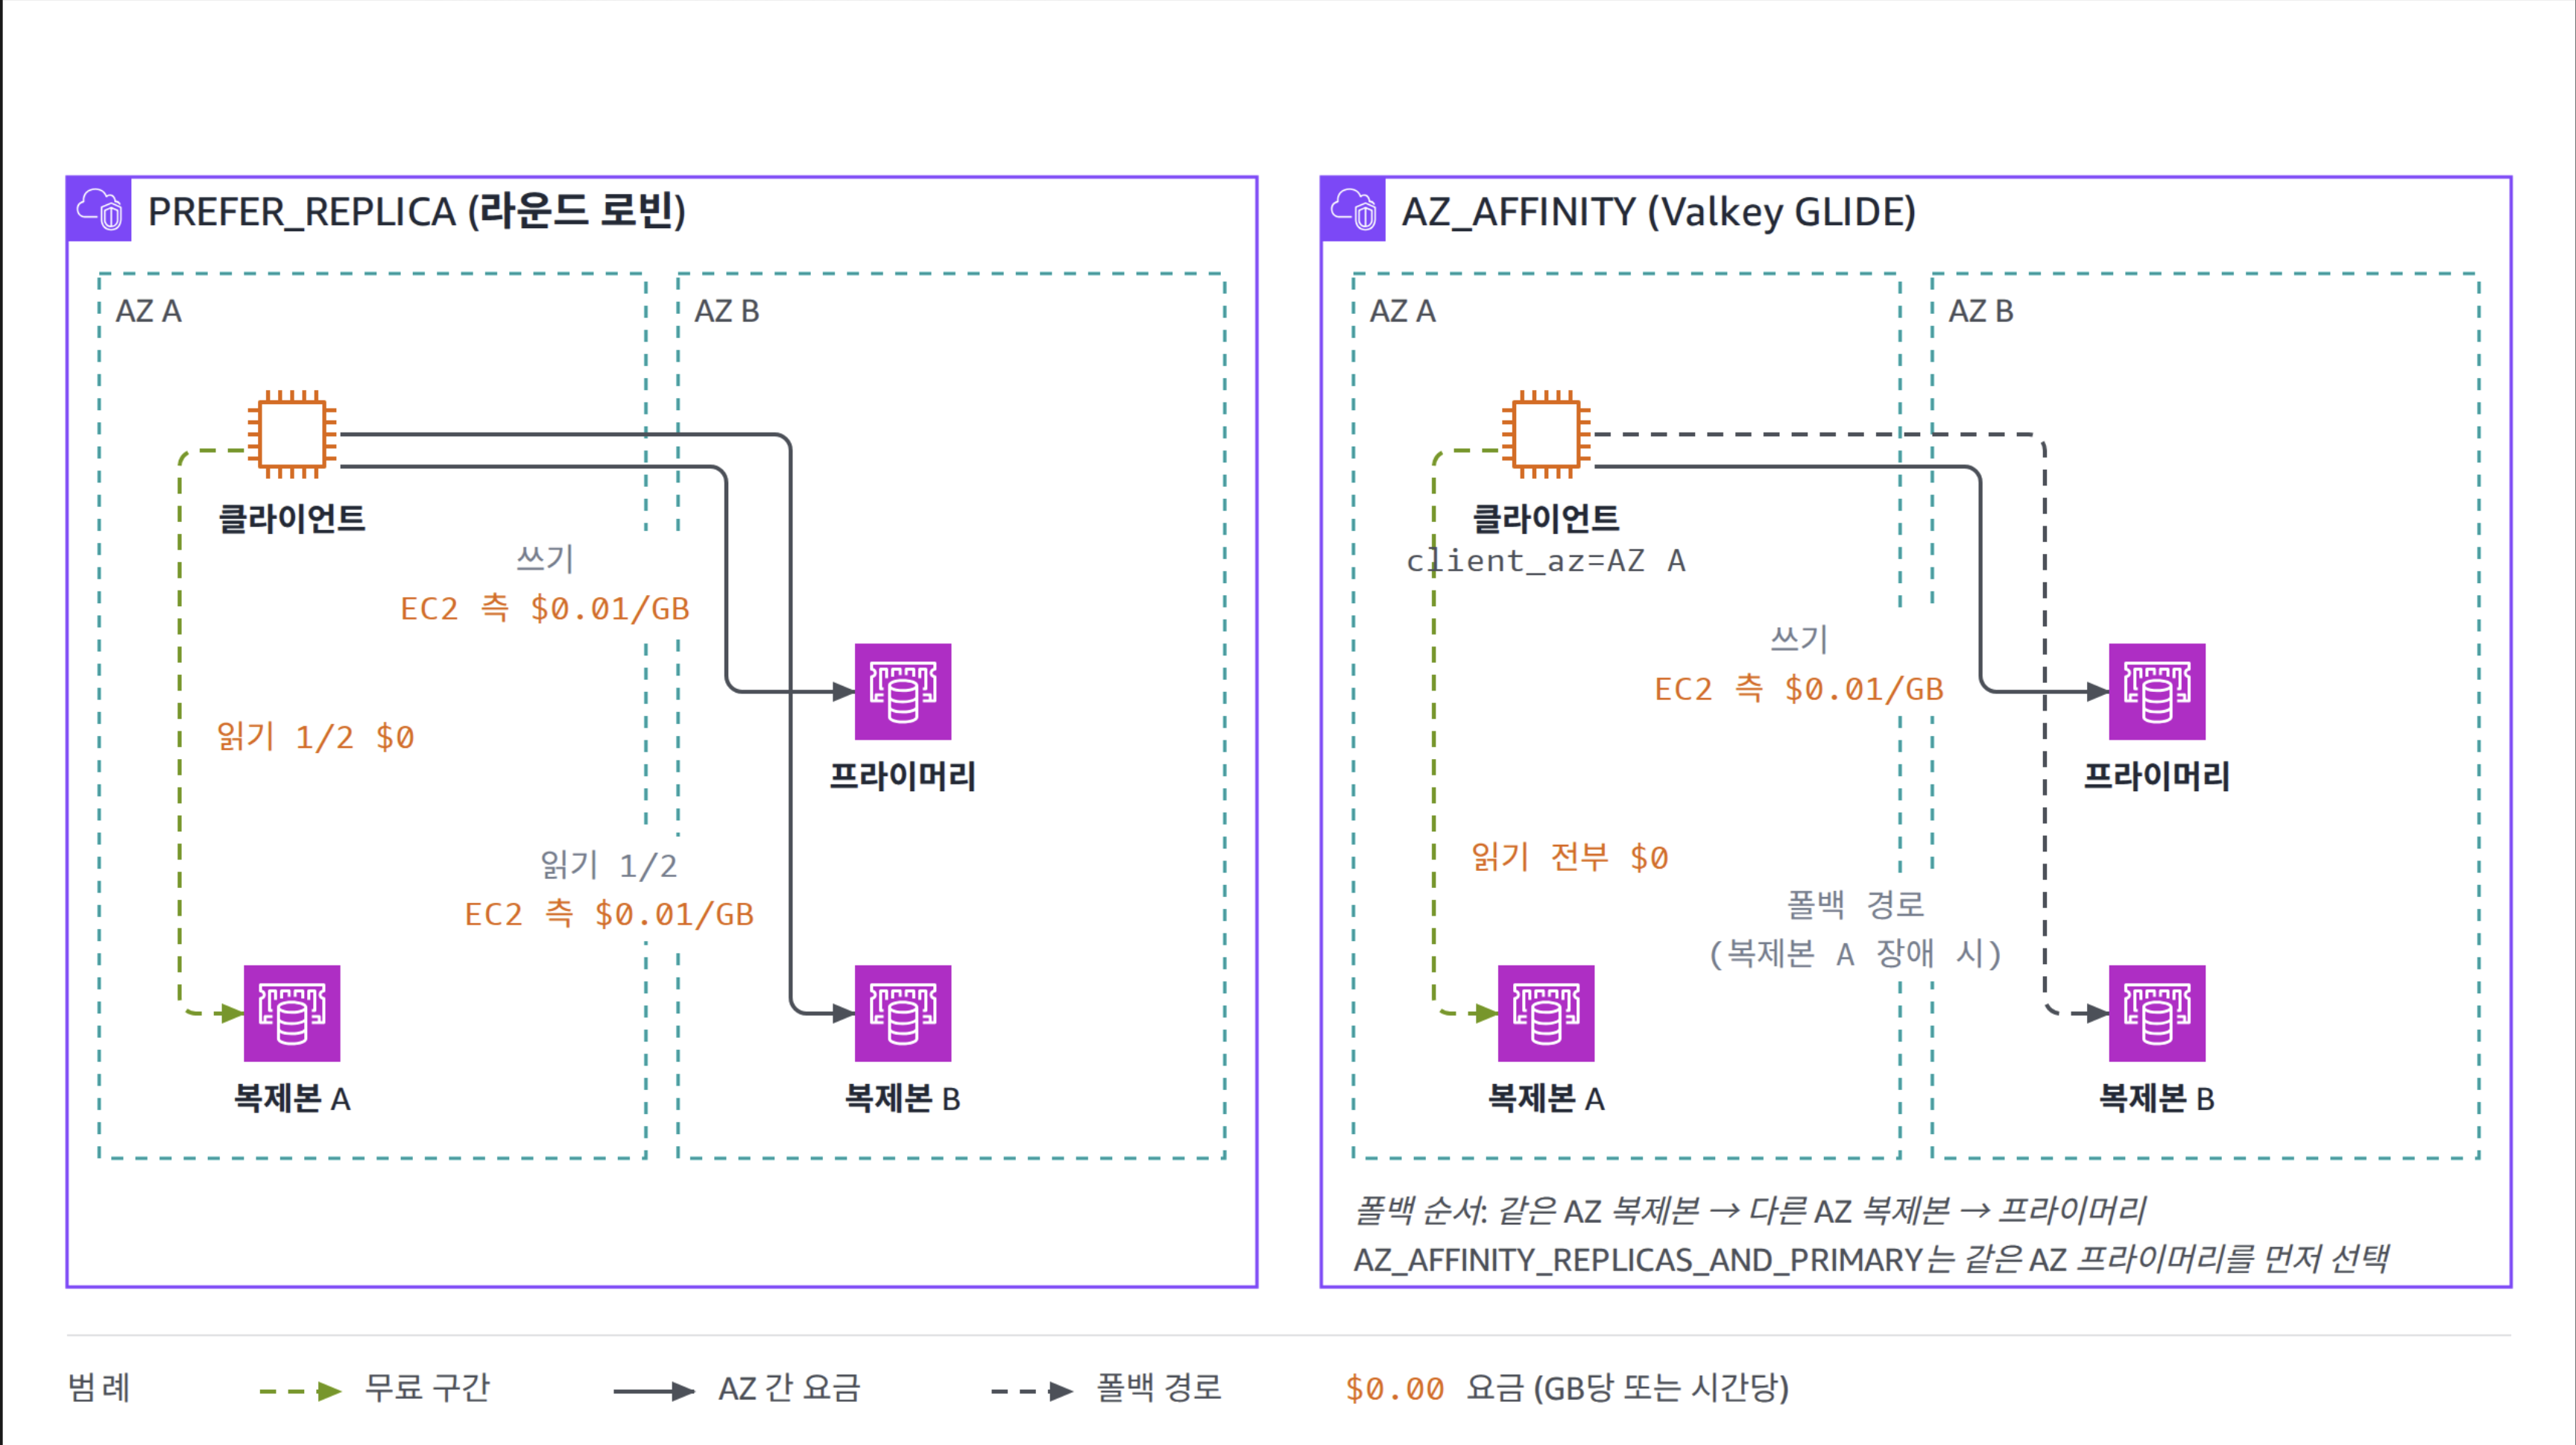 PREFER_REPLICA (라운드 로빈)
AZ A
AZ B
클라이언트
쓰기
EC2 측 $0.01/GB
읽기 1/2 $0
프라이머리
읽기 1/2
EC2 측 $0.01/GB
복제본 A
복제본 B
AZ_AFFINITY (Valkey GLIDE)
AZ A
AZ B
클라이언트
client_az=AZ A
쓰기
EC2 측 $0.01/GB
프라이머리
읽기 전부 $0
폴백 경로
(복제본 A 장애 시)
복제본 A
복제본 B
폴백 순서: 같은 AZ 복제본 → 다른 AZ 복제본 → 프라이머리
AZ_AFFINITY_REPLICAS_AND_PRIMARY는 같은 AZ 프라이머리를 먼저 선택
범례
무료 구간
AZ 간 요금
폴백 경로
$0.00 요금 (GB당 또는 시간당)